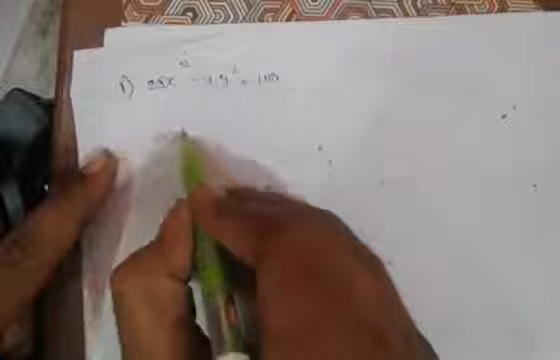 1) 25x² - 4y² = 100